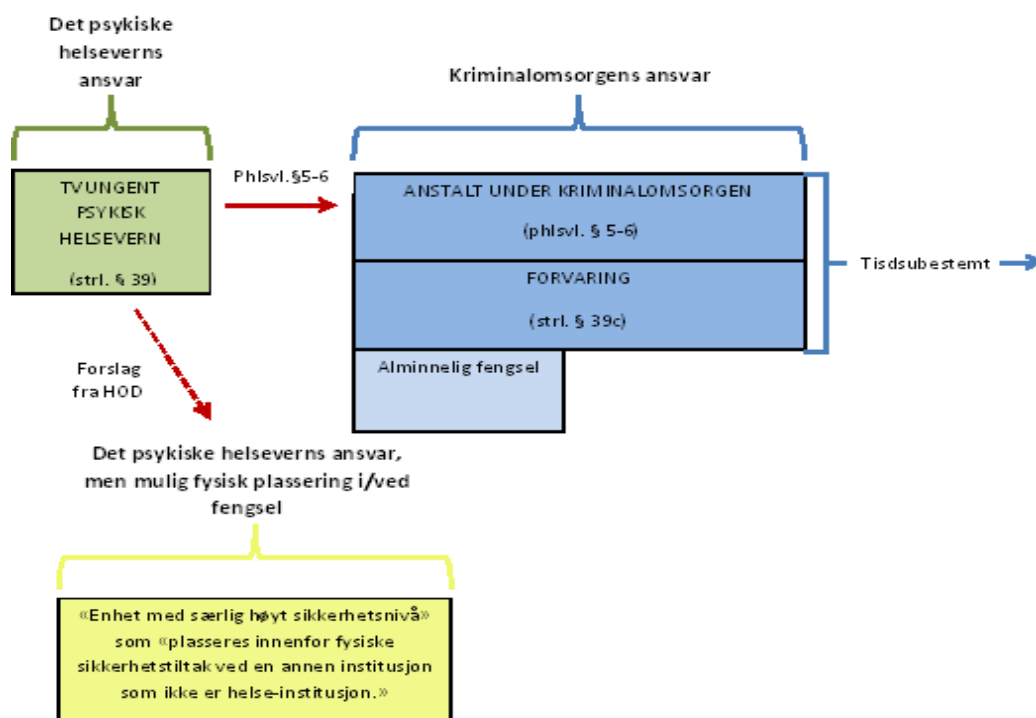 Det psykiske
helseverns
ansvar
Kriminalomsorgens ansvar
TVUNGENT
PSYKISK
HELSEVERN
(strl. § 39)
Phlsvl. §5-6
ANSTALT UNDER KRIMINALOMSORGEN
(phlsvl. § 5-6)
FORVARING
(strl. § 39c)
Alminnelig fengsel
Tisdsubestemt
Forslag
fra HOD
Det psykiske helseverns ansvar,
men mulig fysisk plassering i/ved
fengsel
«Enhet med særlig høyt sikkerhetsnivå»
som «plasseres innenfor fysiske
sikkerhetstiltak ved en annen institusjon
som ikke er helse-institusjon.»